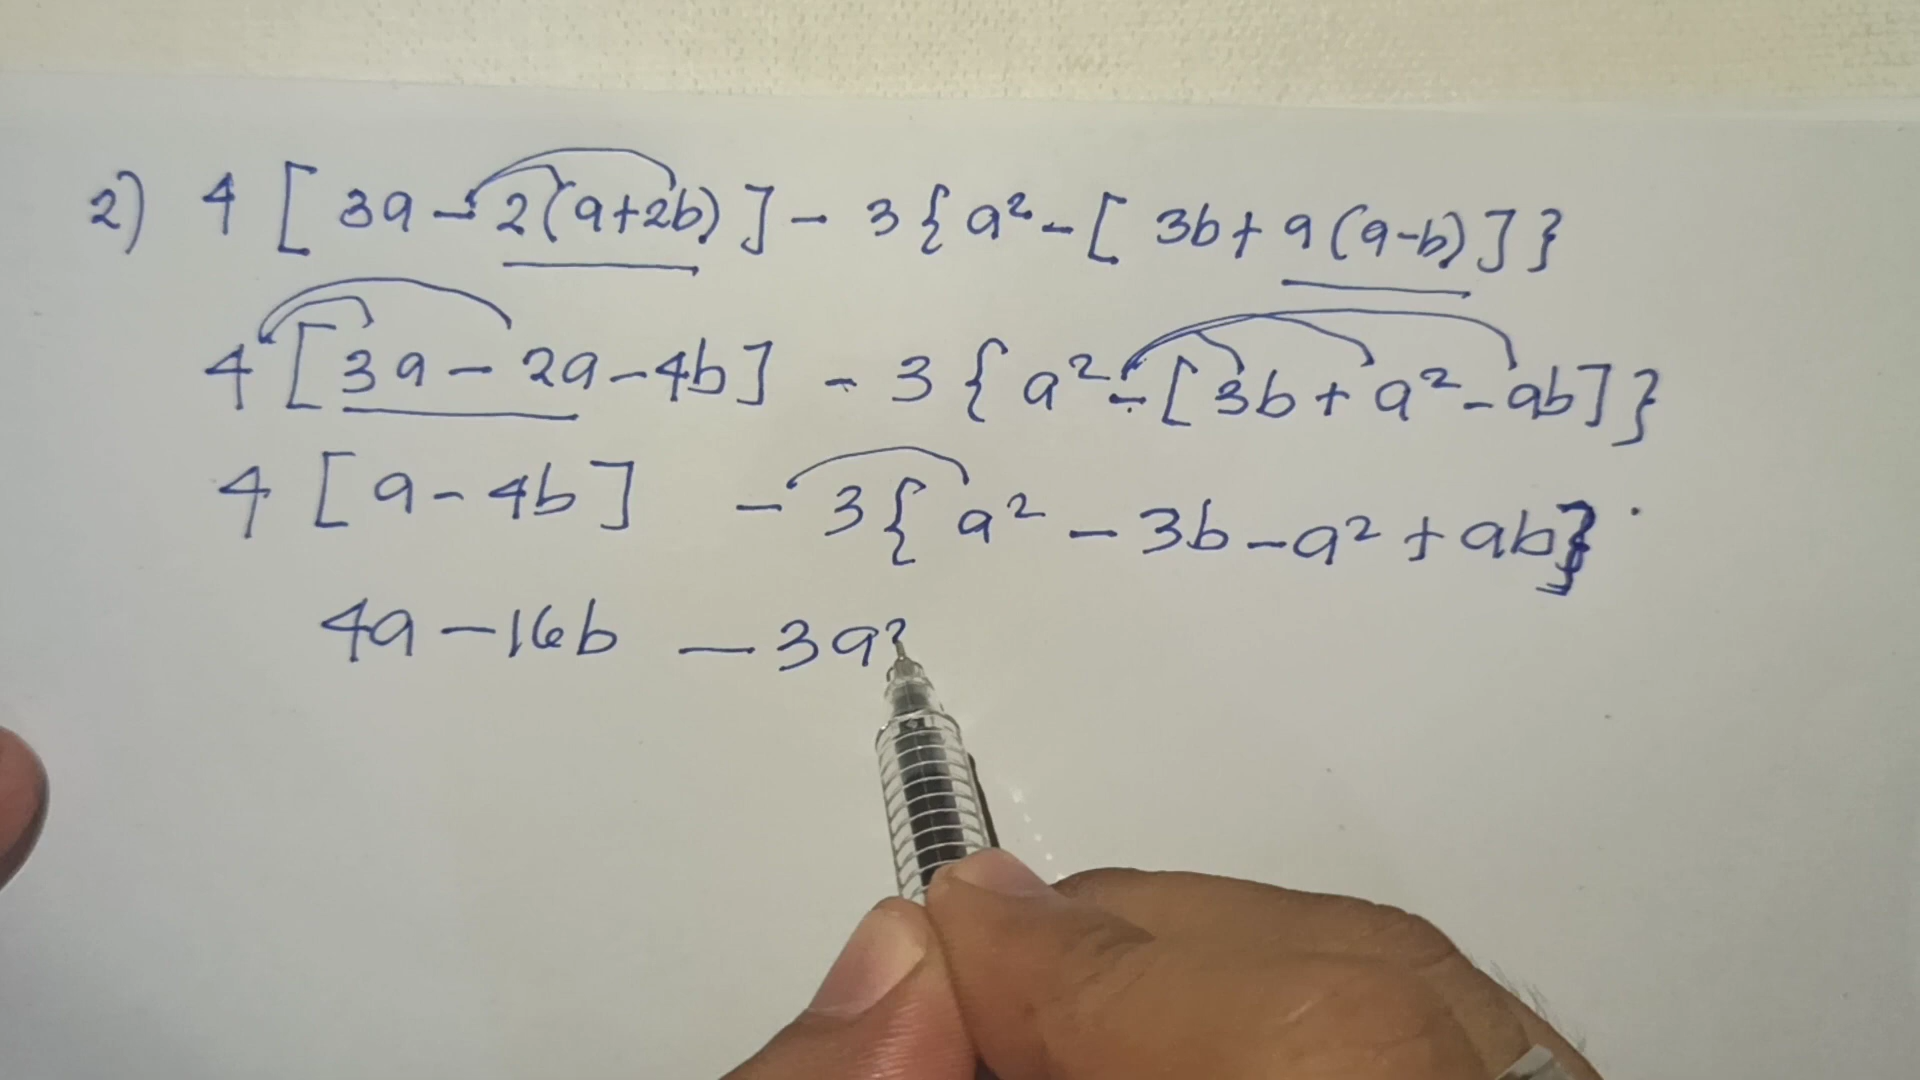 2) 4 [ 3a - 2(a+2b) ] - 3{ a² - [ 3b + a(a-b) ] }
4 [ 3a - 2a - 4b ] - 3 { a² - [ 3b + a² - ab ] }
4 [ a - 4b ] - 3{ a² - 3b - a² + ab }
4a - 16b - 3a²